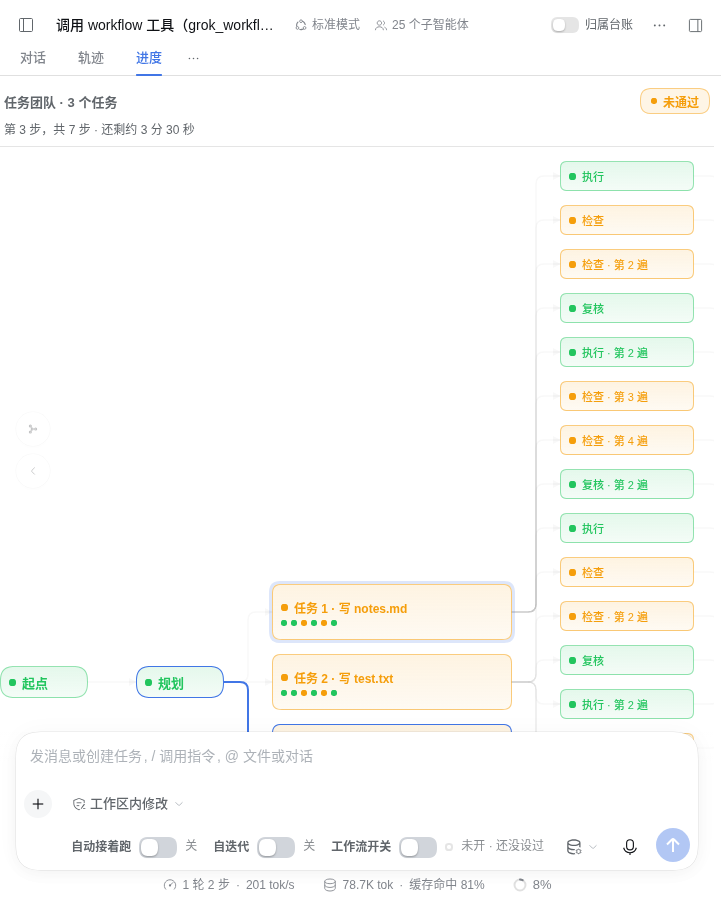 调用 workflow 工具（grok_workfl…
标准模式
25 个子智能体
归属台账
对话
轨迹
进度
任务团队 · 3 个任务
未通过
第 3 步，共 7 步 · 还剩约 3 分 30 秒
执行
检查
检查 · 第 2 遍
复核
执行 · 第 2 遍
检查 · 第 3 遍
检查 · 第 4 遍
复核 · 第 2 遍
执行
检查
任务 1 · 写 notes.md
检查 · 第 2 遍
复核
起点
规划
任务 2 · 写 test.txt
执行 · 第 2 遍
发消息或创建任务, / 调用指令, @ 文件或对话
工作区内修改
自动接着跑 关 自迭代 关 工作流开关 未开 · 还没设过
1 轮 2 步 · 201 tok/s 78.7K tok · 缓存命中 81% 8%